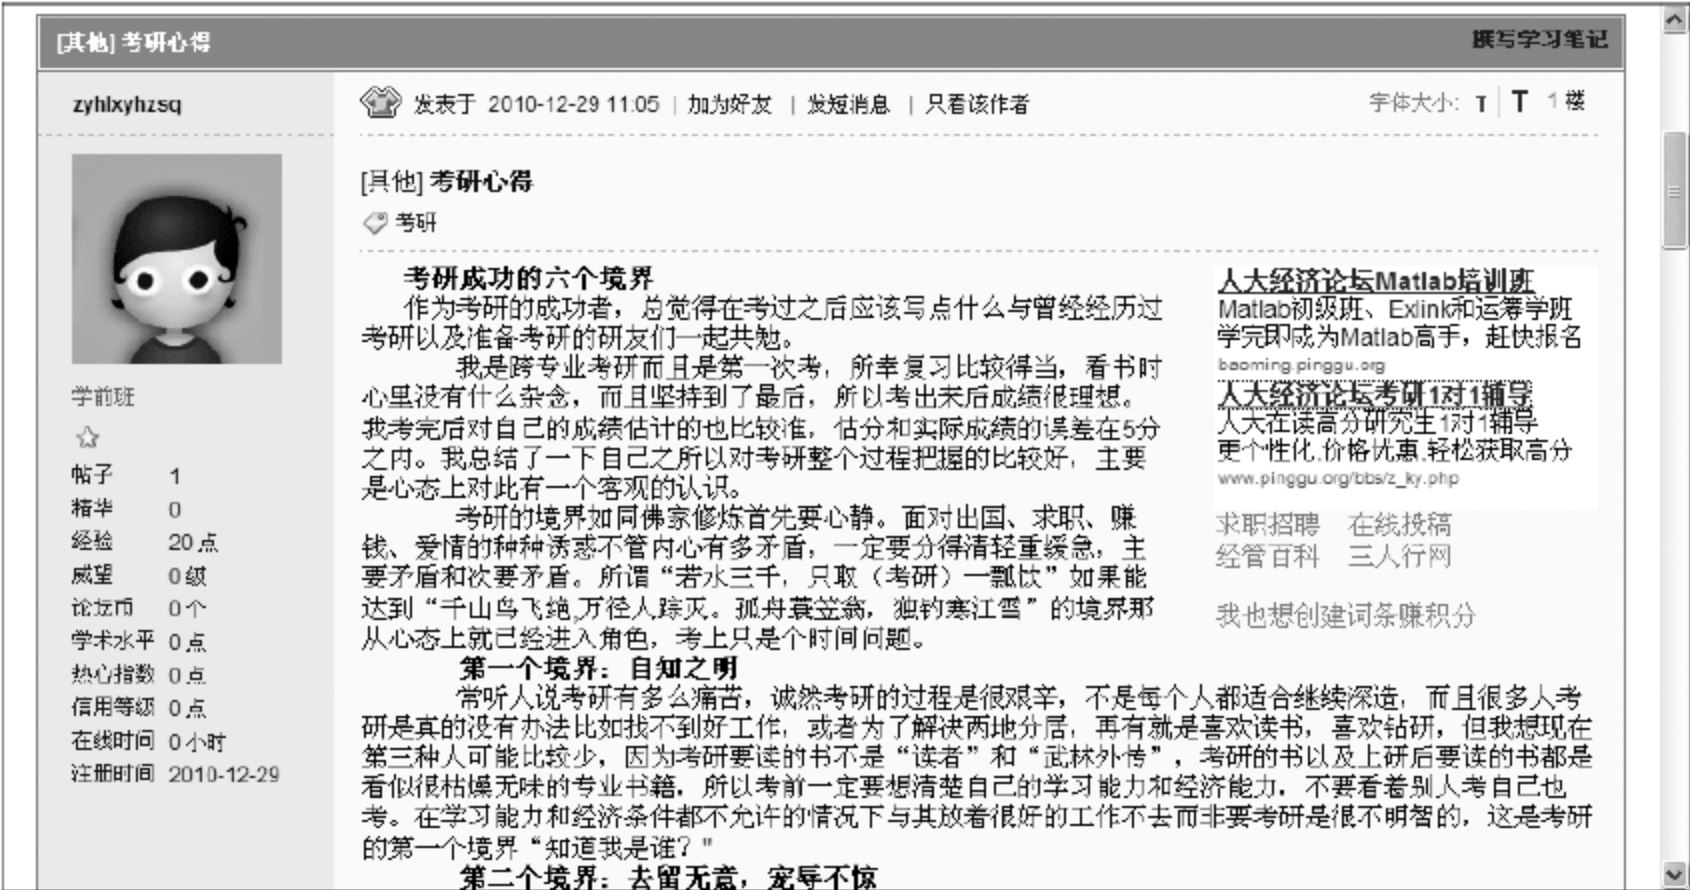 [其他] 考研心得
撰写学习笔记
zyhlxyhzsq
发表于 2010-12-29 11:05 | 加为好友 | 发短消息 | 只看该作者
字体大小: T | T 1 楼
[其他] 考研心得
考研
学前班
帖子 1
精华 0
经验 20 点
威望 0 级
论坛币 0 个
学术水平 0 点
热心指数 0 点
信用等级 0 点
在线时间 0 小时
注册时间 2010-12-29
考研成功的六个境界
作为考研的成功者，总觉得在考过之后应该写点什么与曾经经历过
考研以及准备考研的研友们一起共勉。
我是跨专业考研而且是第一次考，所幸复习比较得当，看书时
心里没有什么杂念，而且坚持到了最后，所以考出来后成绩很理想。
我考完后对自己的成绩估计的也比较准，估分和实际成绩的误差在5分
之内。我总结了一下自己之所以对考研整个过程把握的比较好，主要
是心态上对此有一个客观的认识。
考研的境界如同佛家修炼首先要心静。面对出国、求职、赚
钱、爱情的种种诱惑不管内心有多矛盾，一定要分得清轻重缓急，主
要矛盾和次要矛盾。所谓“若水三千，只取（考研）一瓢饮”如果能
达到“千山鸟飞绝,万径人踪灭。孤舟蓑笠翁，独钓寒江雪”的境界那
从心态上就已经进入角色，考上只是个时间问题。
人大经济论坛Matlab培训班
Matlab初级班、Exlink和运筹学班
学完即成为Matlab高手，赶快报名
baoming.pinggu.org
人大经济论坛考研1对1辅导
人大在读高分研究生1对1辅导
更个性化,价格优惠,轻松获取高分
www.pinggu.org/bbs/z_ky.php
求职招聘 在线投稿
经管百科 三人行网
我也想创建词条赚积分
第一个境界：自知之明
常听人说考研有多么痛苦，诚然考研的过程是很艰辛，不是每个人都适合继续深造，而且很多人考
研是真的没有办法比如找不到好工作，或者为了解决两地分居，再有就是喜欢读书，喜欢钻研，但我想现在
第三种人可能比较少，因为考研要读的书不是“读者”和“武林外传”，考研的书以及上研后要读的书都是
看似很枯燥无味的专业书籍，所以考前一定要想清楚自己的学习能力和经济能力，不要看着别人考自己也
考。在学习能力和经济条件都不允许的情况下与其放着很好的工作不去而非要考研是很不明智的，这是考研
的第一个境界“知道我是谁？"
第二个境界：去留无意，宠辱不惊